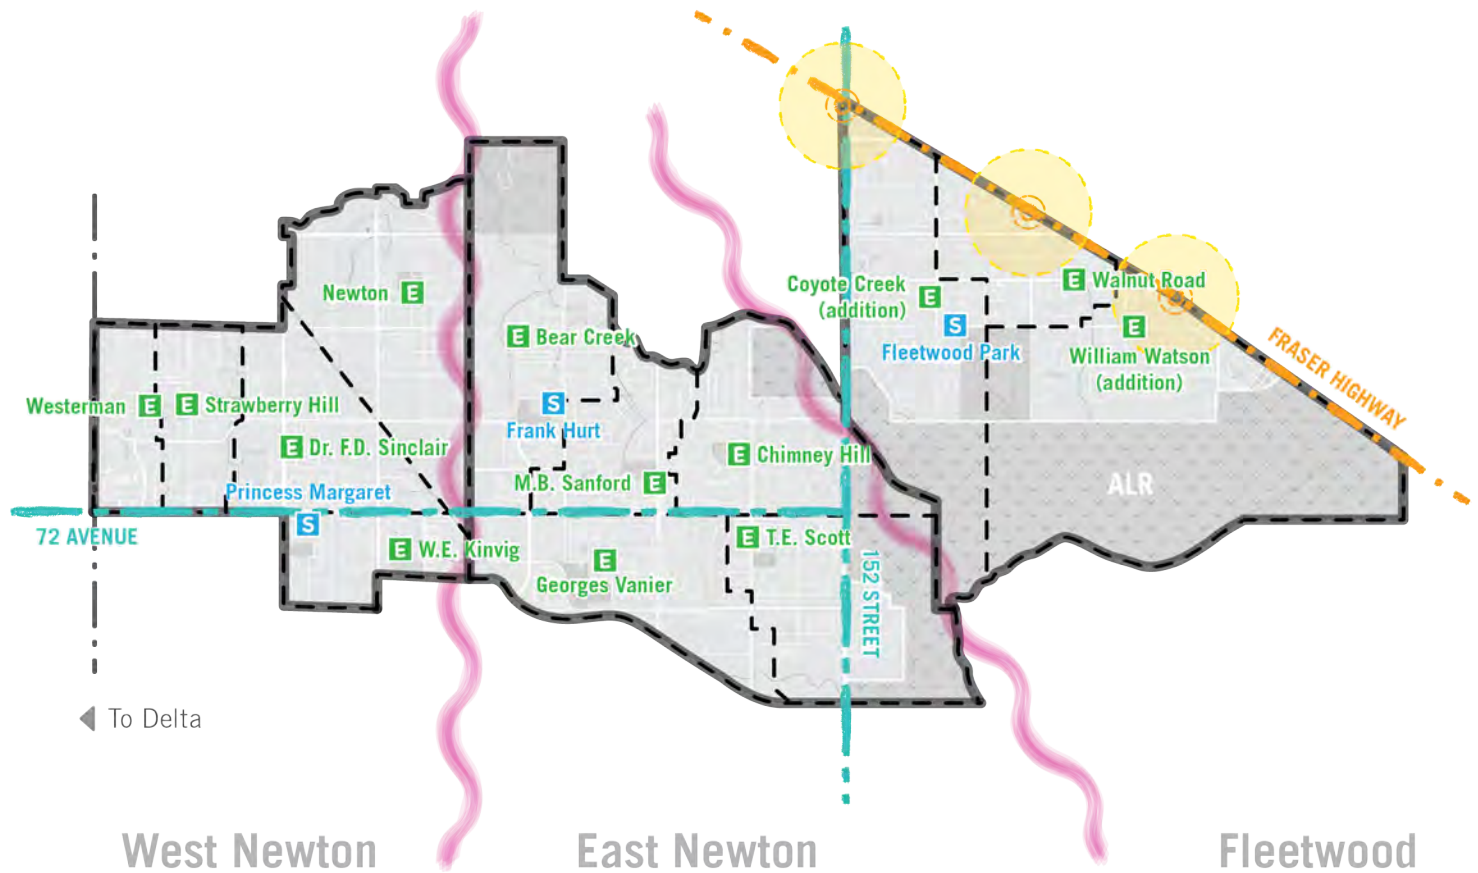 Newton E
E Bear Creek
Coyote Creek
(addition) E
E Walnut Road
S
Fleetwood Park
E
William Watson
(addition)
FRASER HIGHWAY
Westerman E
E Strawberry Hill
S
Frank Hurt
E Dr. F.D. Sinclair
E Chimney Hill
M.B. Sanford E
ALR
Princess Margaret
S
72 AVENUE
E W.E. Kinvig
E
Georges Vanier
E T.E. Scott
152 STREET
To Delta
West Newton
East Newton
Fleetwood